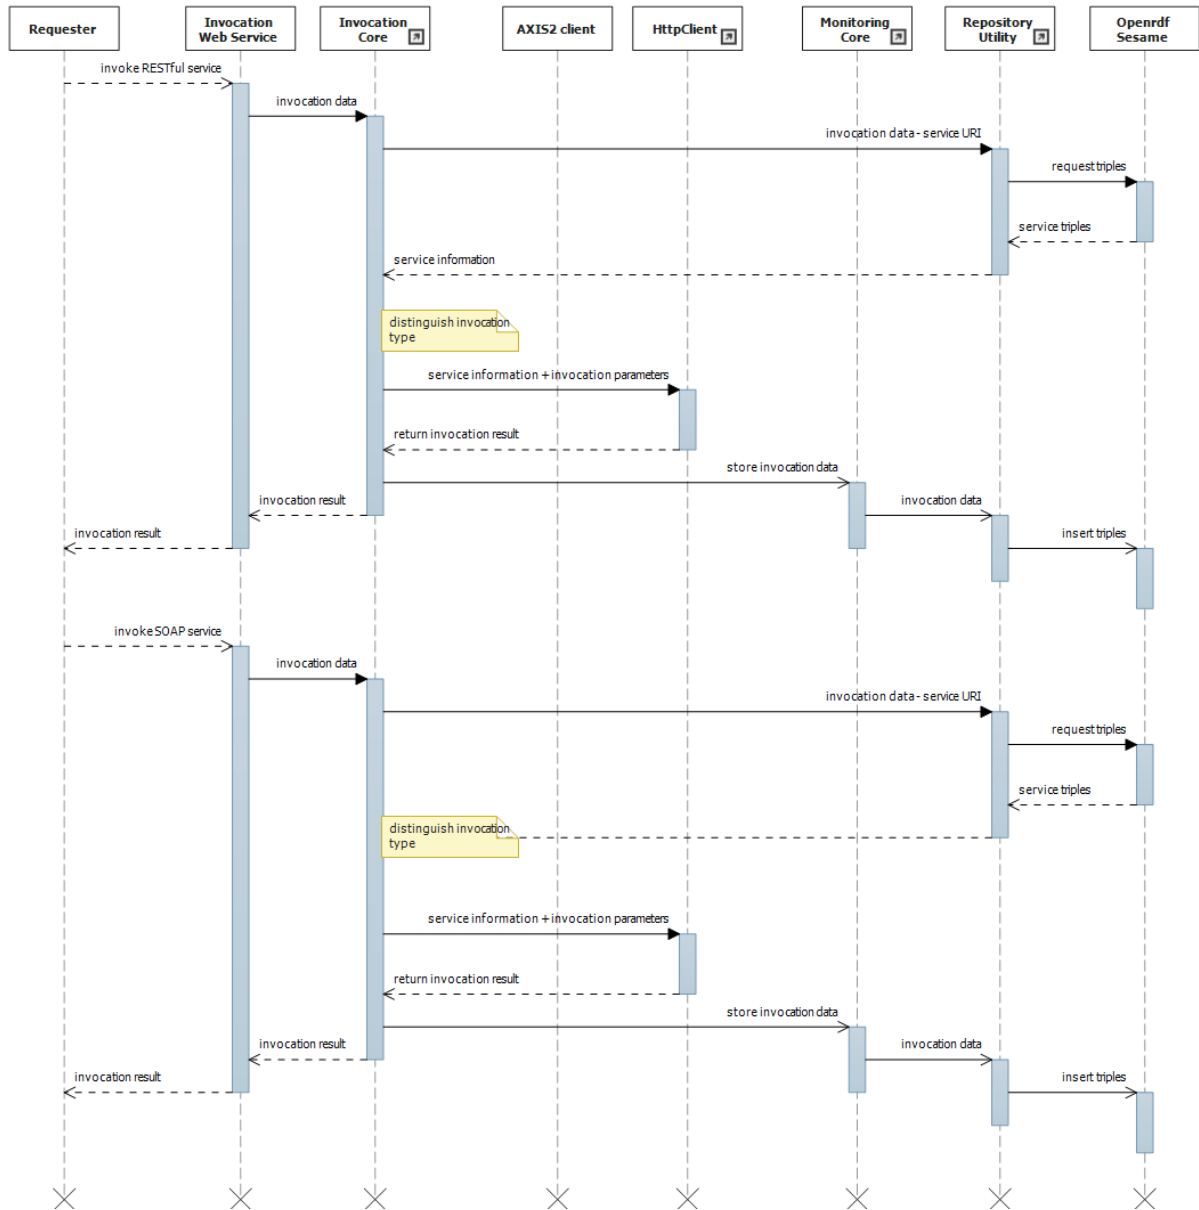 Requester
Invocation
Web Service
Invocation
Core
AXIS2 client
HttpClient
Monitoring
Core
Repository
Utility
Openrdf
Sesame
invoke RESTful service
invocation data
invocation data - service URI
request triples
service triples
service information
distinguish invocation
type
service information + invocation parameters
return invocation result
store invocation data
invocation result
invocation data
invocation result
insert triples
invoke SOAP service
invocation data
invocation data - service URI
request triples
service triples
distinguish invocation
type
service information + invocation parameters
return invocation result
store invocation data
invocation result
invocation data
invocation result
insert triples